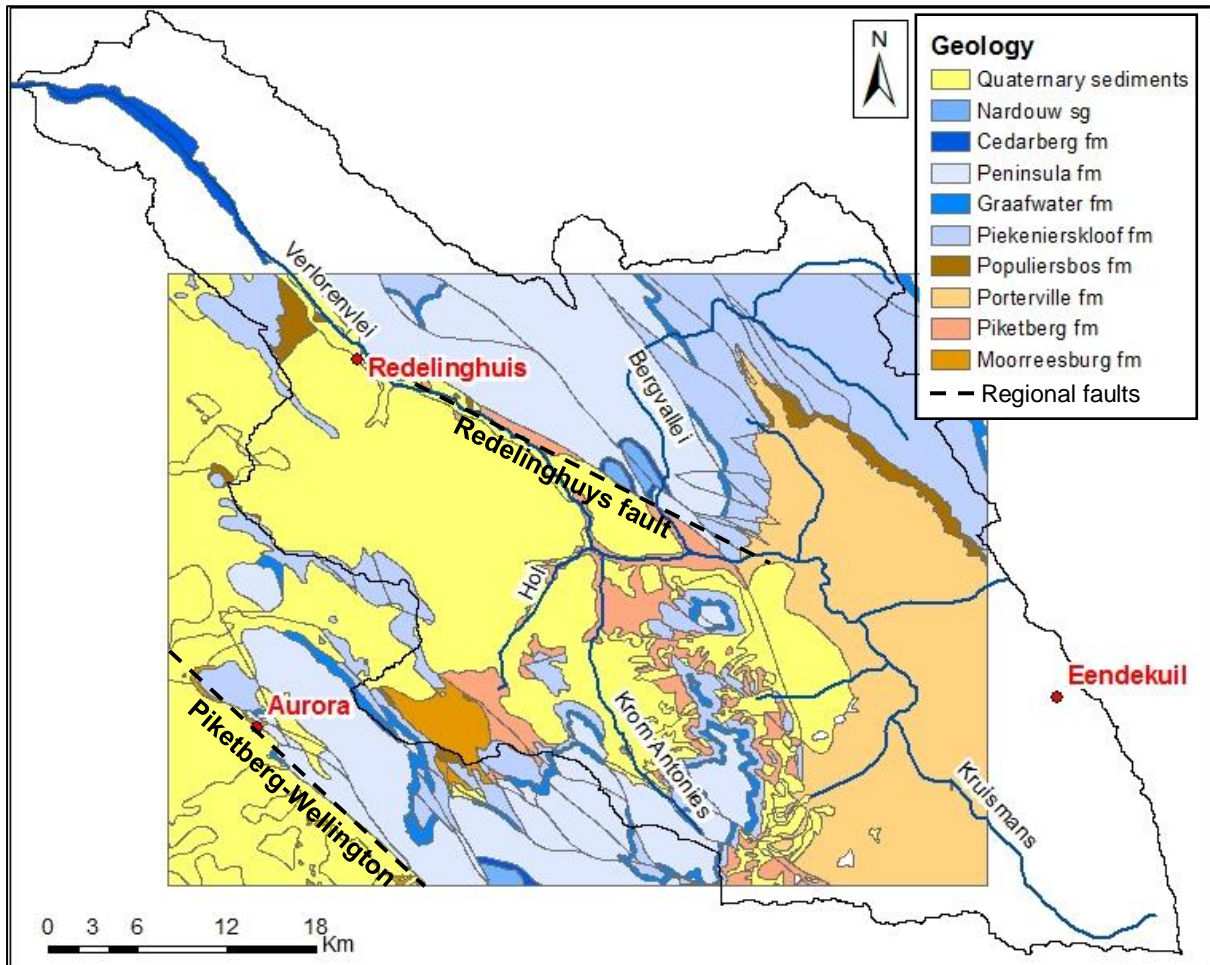 N
Geology
Quaternary sediments
Nardouw sg
Cedarberg fm
Peninsula fm
Graafwater fm
Piekenierskloof fm
Populiersbos fm
Porterville fm
Piketberg fm
Moorreesburg fm
Regional faults
Verlorenvlei
Redelinghuis
Bergvallei
Redelinghuys fault
Hol
Eendekuil
Aurora
KromAntonies
Piketberg-Wellington
Kruismans
0 3 6 12 18
Km